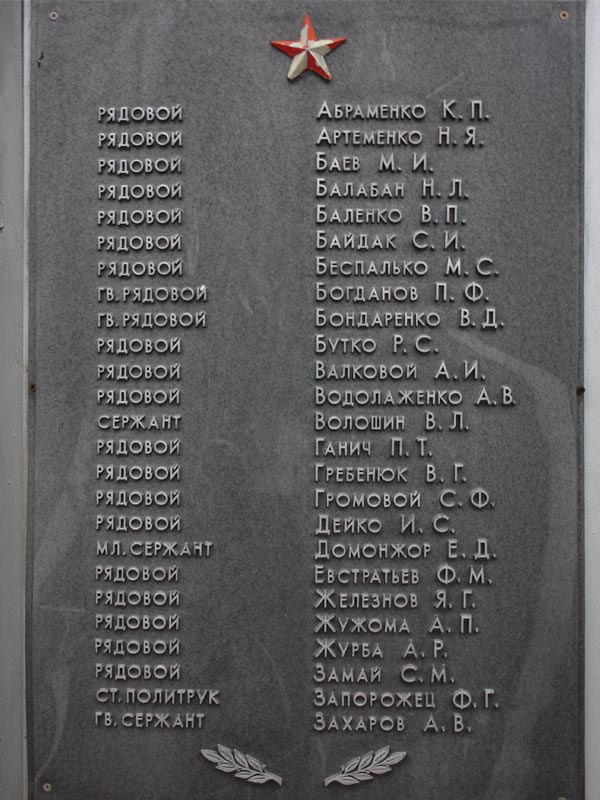 РЯДОВОЙ АБРАМЕНКО К.П.
РЯДОВОЙ АРТЕМЕНКО Н.Я.
РЯДОВОЙ БАЕВ М.И.
РЯДОВОЙ БАЛАБАН Н.Л.
РЯДОВОЙ БАЛЕНКО В.П.
РЯДОВОЙ БАЙДАК С.И.
РЯДОВОЙ БЕСПАЛЬКО М.С.
ГВ.РЯДОВОЙ БОГДАНОВ П.Ф.
ГВ.РЯДОВОЙ БОНДАРЕНКО В.Д.
РЯДОВОЙ БУТКО Р.С.
РЯДОВОЙ ВАЛКОВОЙ А.И.
РЯДОВОЙ ВОДОЛАЖЕНКО А.В.
СЕРЖАНТ ВОЛОШИН В.Л.
РЯДОВОЙ ГАНИЧ П.Т.
РЯДОВОЙ ГРЕБЕНЮК В.Г.
РЯДОВОЙ ГРОМОВОЙ С.Ф.
РЯДОВОЙ ДЕЙКО И.С.
МЛ.СЕРЖАНТ ДОМОНЖОР Е.Д.
РЯДОВОЙ ЕВСТРАТЬЕВ Ф.М.
РЯДОВОЙ ЖЕЛЕЗНОВ Я.Г.
РЯДОВОЙ ЖУЖОМА А.П.
РЯДОВОЙ ЖУРБА А.Р.
РЯДОВОЙ ЗАМАЙ С.М.
СТ.ПОЛИТРУК ЗАПОРОЖЕЦ Ф.Г.
ГВ.СЕРЖАНТ ЗАХАРОВ А.В.